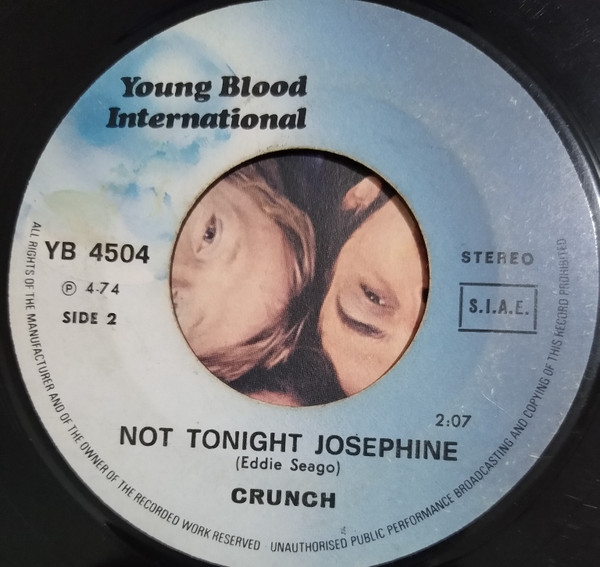 Young Blood
International
YB 4504
Ⓟ 4-74
SIDE 2
STEREO
S.I.A.E.
2:07
NOT TONIGHT JOSEPHINE
(Eddie Seago)
CRUNCH
ALL RIGHTS OF THE MANUFACTURER AND OF THE OWNER OF THE RECORDED WORK RESERVED UNAUTHORISED PUBLIC PERFORMANCE BROADCASTING AND COPYING OF THIS RECORD PROHIBITED